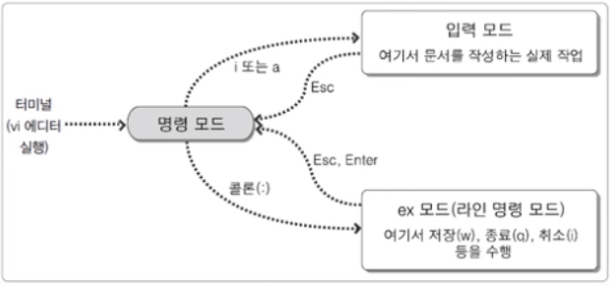 입력 모드
여기서 문서를 작성하는 실제 작업
i 또는 a
Esc
터미널
(vi 에디터
실행)
명령 모드
Esc, Enter
콜론(:)
ex 모드(라인 명령 모드)
여기서 저장(w), 종료(q), 취소(i)
등을 수행